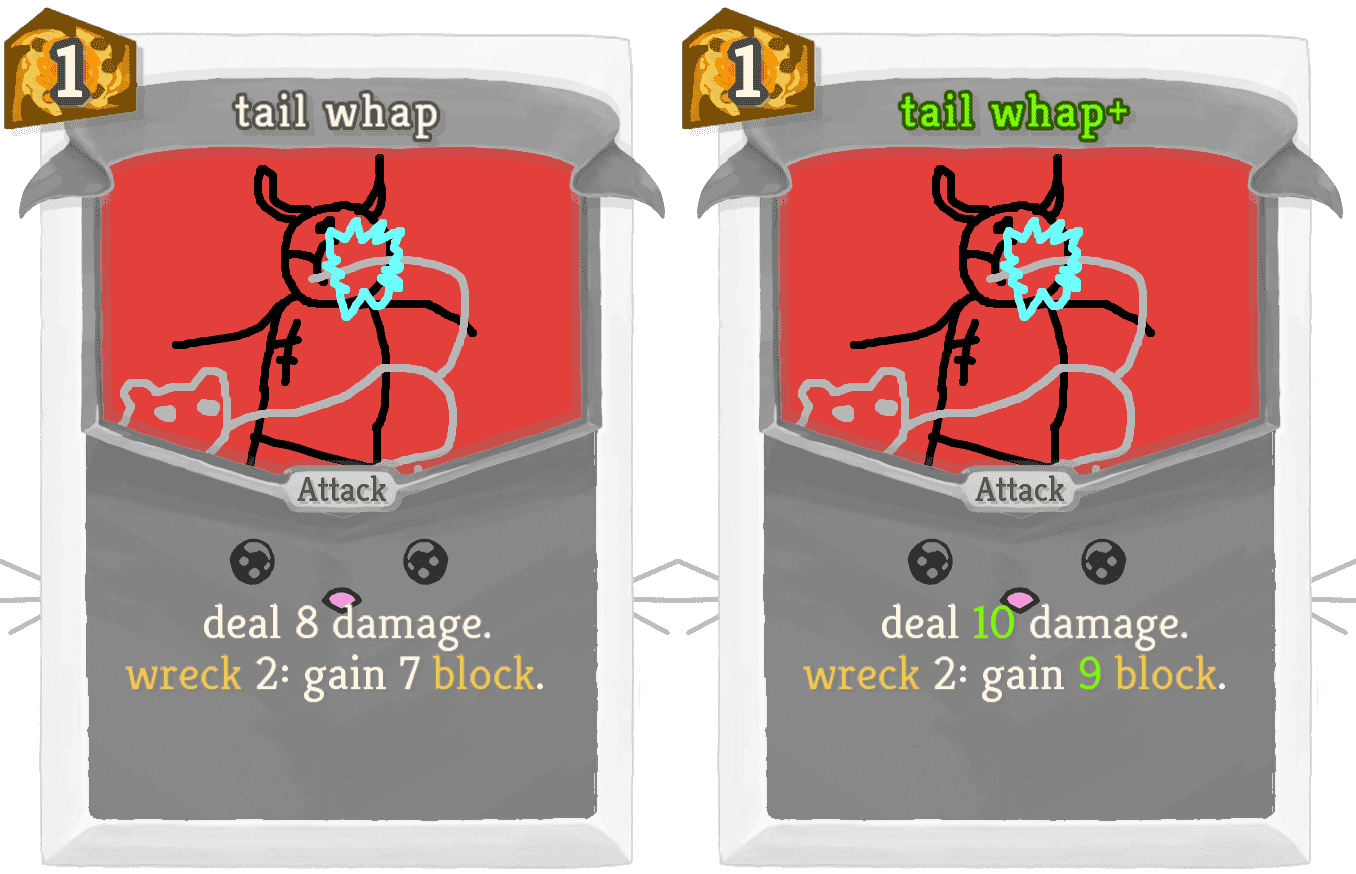 1
tail whap
Attack
deal 8 damage.
wreck 2: gain 7 block.
1
tail whap+
Attack
deal 10 damage.
wreck 2: gain 9 block.